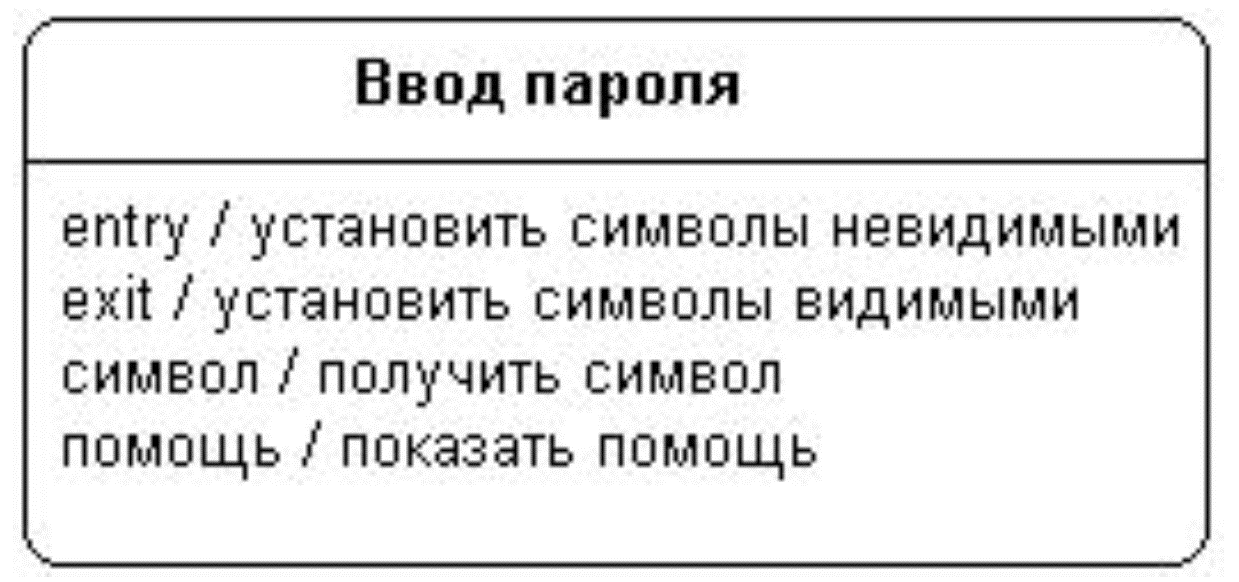 Ввод пароля
entry / установить символы невидимыми
exit / установить символы видимыми
символ / получить символ
помощь / показать помощь